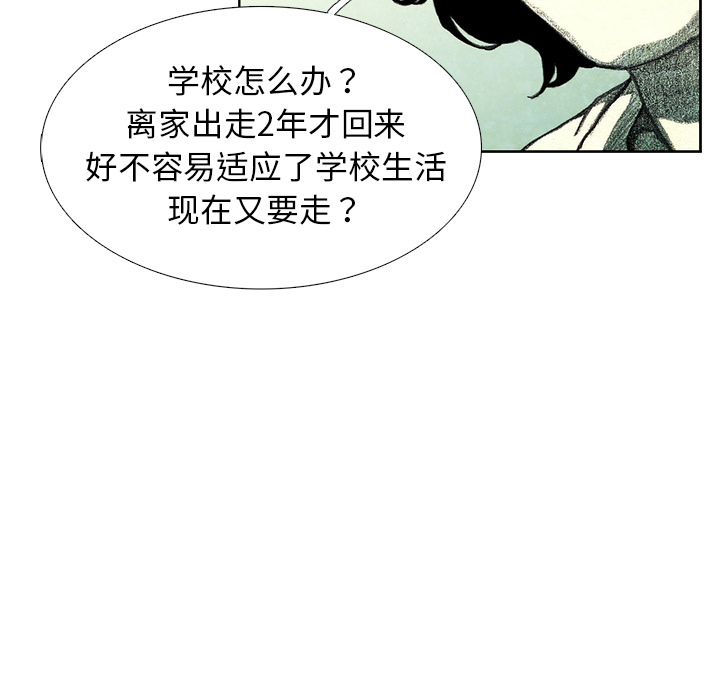 学校怎么办？
离家出走2年才回来
好不容易适应了学校生活
现在又要走？